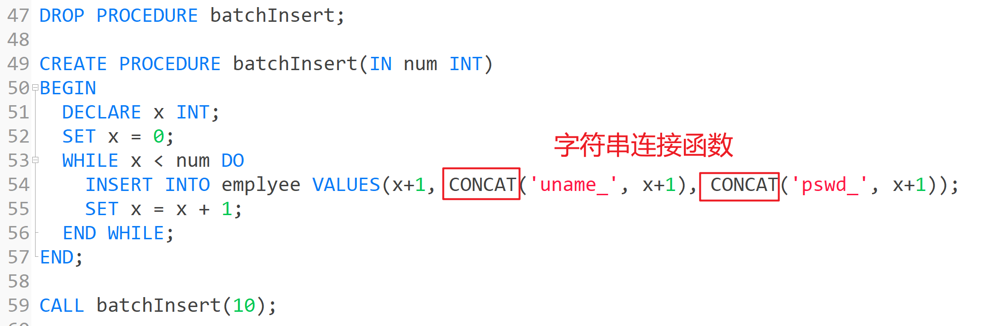 47 DROP PROCEDURE batchInsert;
48
49 CREATE PROCEDURE batchInsert(IN num INT)
50 BEGIN
51   DECLARE x INT;
52   SET x = 0;
字符串连接函数
53   WHILE x < num DO
54     INSERT INTO emplyee VALUES(x+1, CONCAT('uname_', x+1), CONCAT('pswd_', x+1));
55     SET x = x + 1;
56   END WHILE;
57 END;
58
59 CALL batchInsert(10);
60